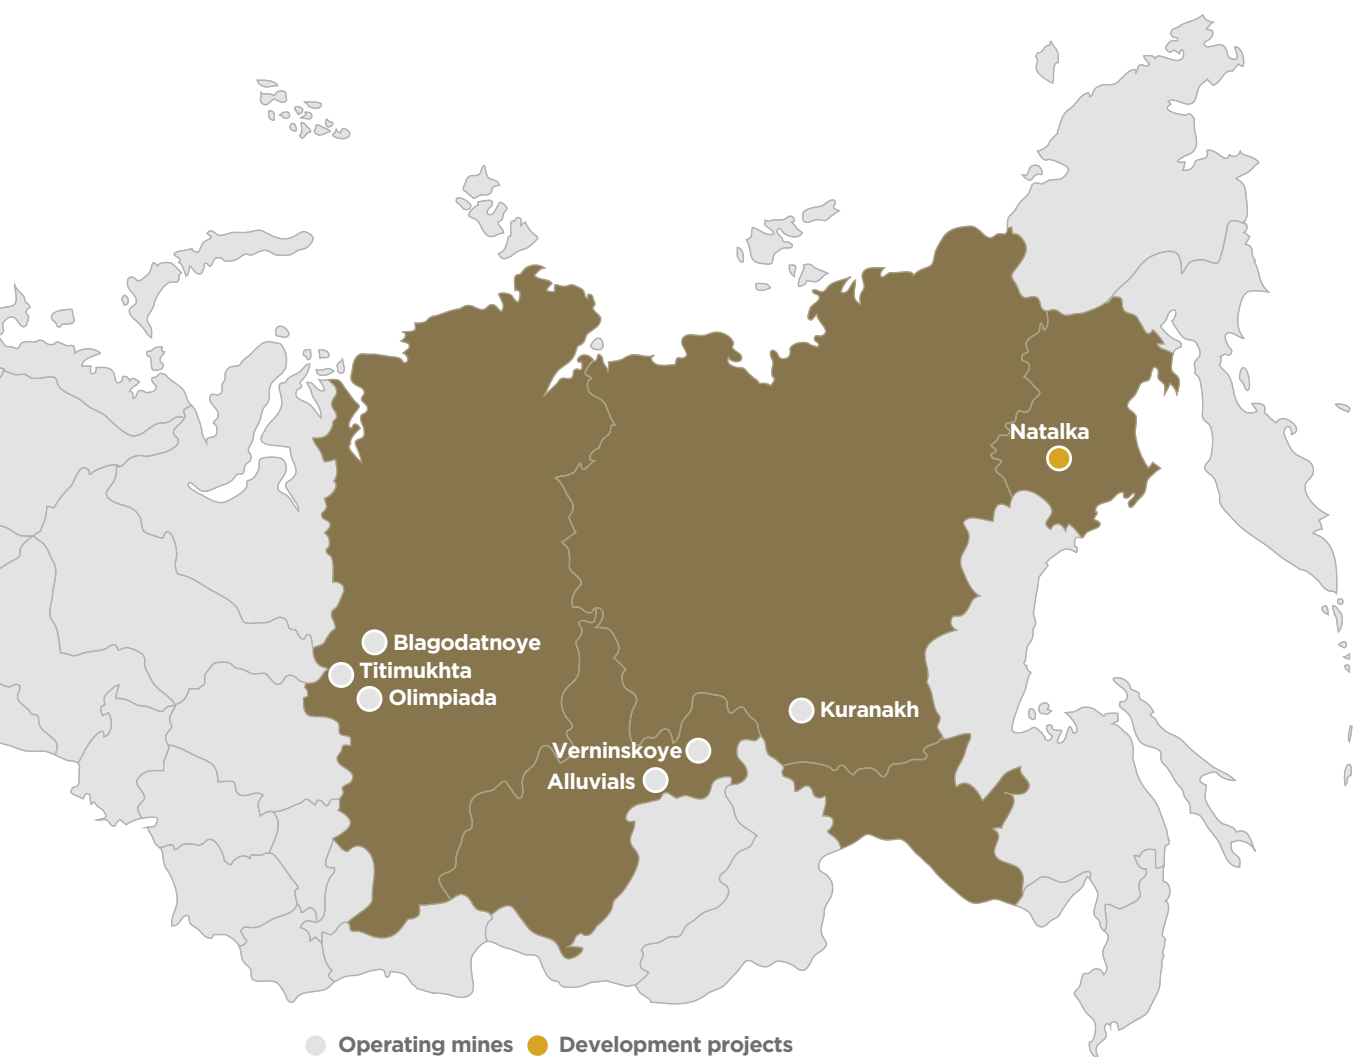 Natalka
Blagodatnoye
Titimukhta
Olimpiada
Kuranakh
Verninskoye
Alluvials
Operating mines Development projects